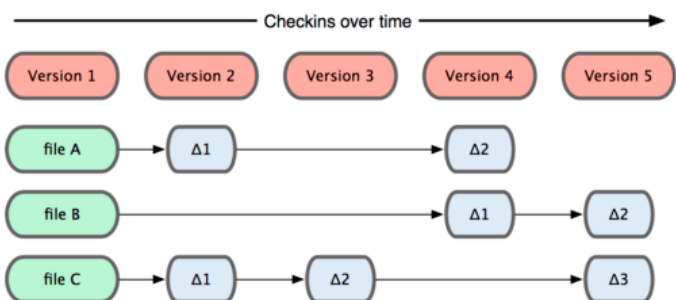 Checkins over time
Version 1 Version 2 Version 3 Version 4 Version 5
file A Δ1 Δ2
file B Δ1 Δ2
file C Δ1 Δ2 Δ3